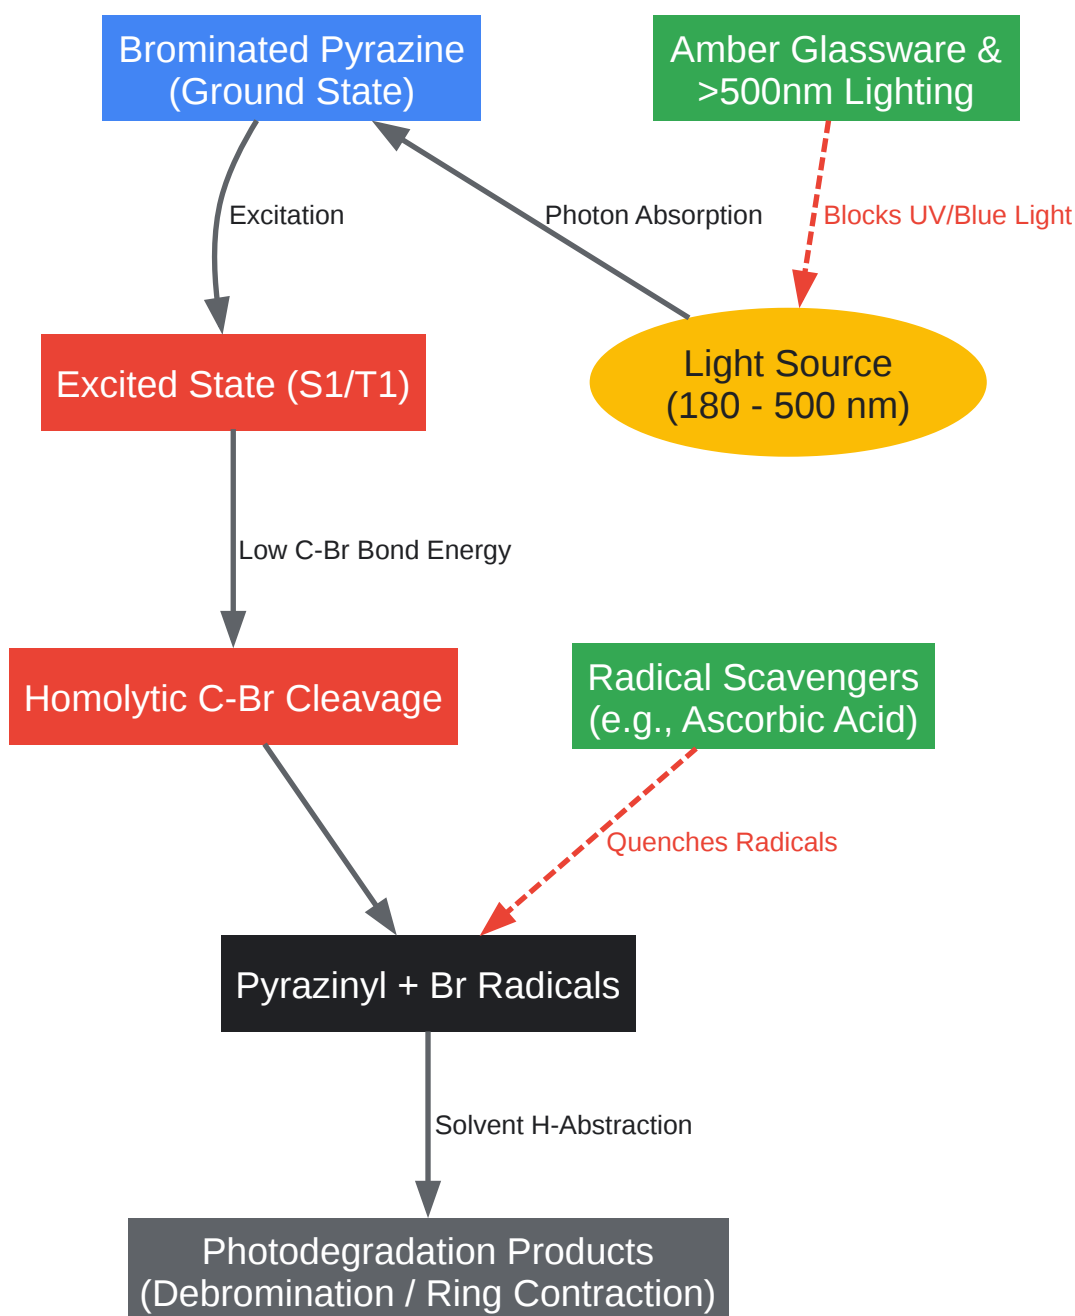 Brominated Pyrazine
(Ground State)
Amber Glassware &
>500nm Lighting
Excitation
Photon Absorption
Blocks UV/Blue Light
Excited State (S1/T1)
Light Source
(180 - 500 nm)
Low C-Br Bond Energy
Homolytic C-Br Cleavage
Radical Scavengers
(e.g., Ascorbic Acid)
Quenches Radicals
Pyrazinyl + Br Radicals
Solvent H-Abstraction
Photodegradation Products
(Debromination / Ring Contraction)